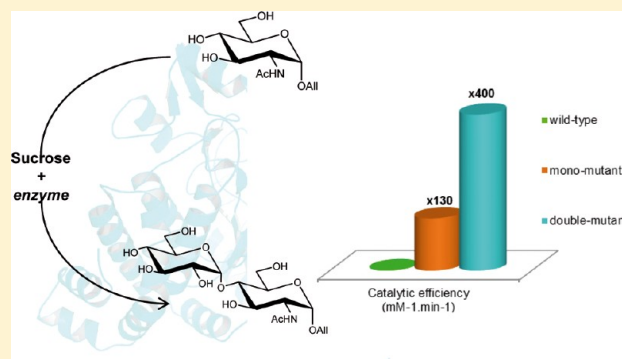 OH
HO
O
HO
AcHN
OAll
Sucrose
+
enzyme
x400
x130
wild-type
mono-mutant
double-mutant
Catalytic efficiency
(mM-1.min-1)
OH
HO
O
HO
OH
OH
O
O
HO
AcHN
OAll